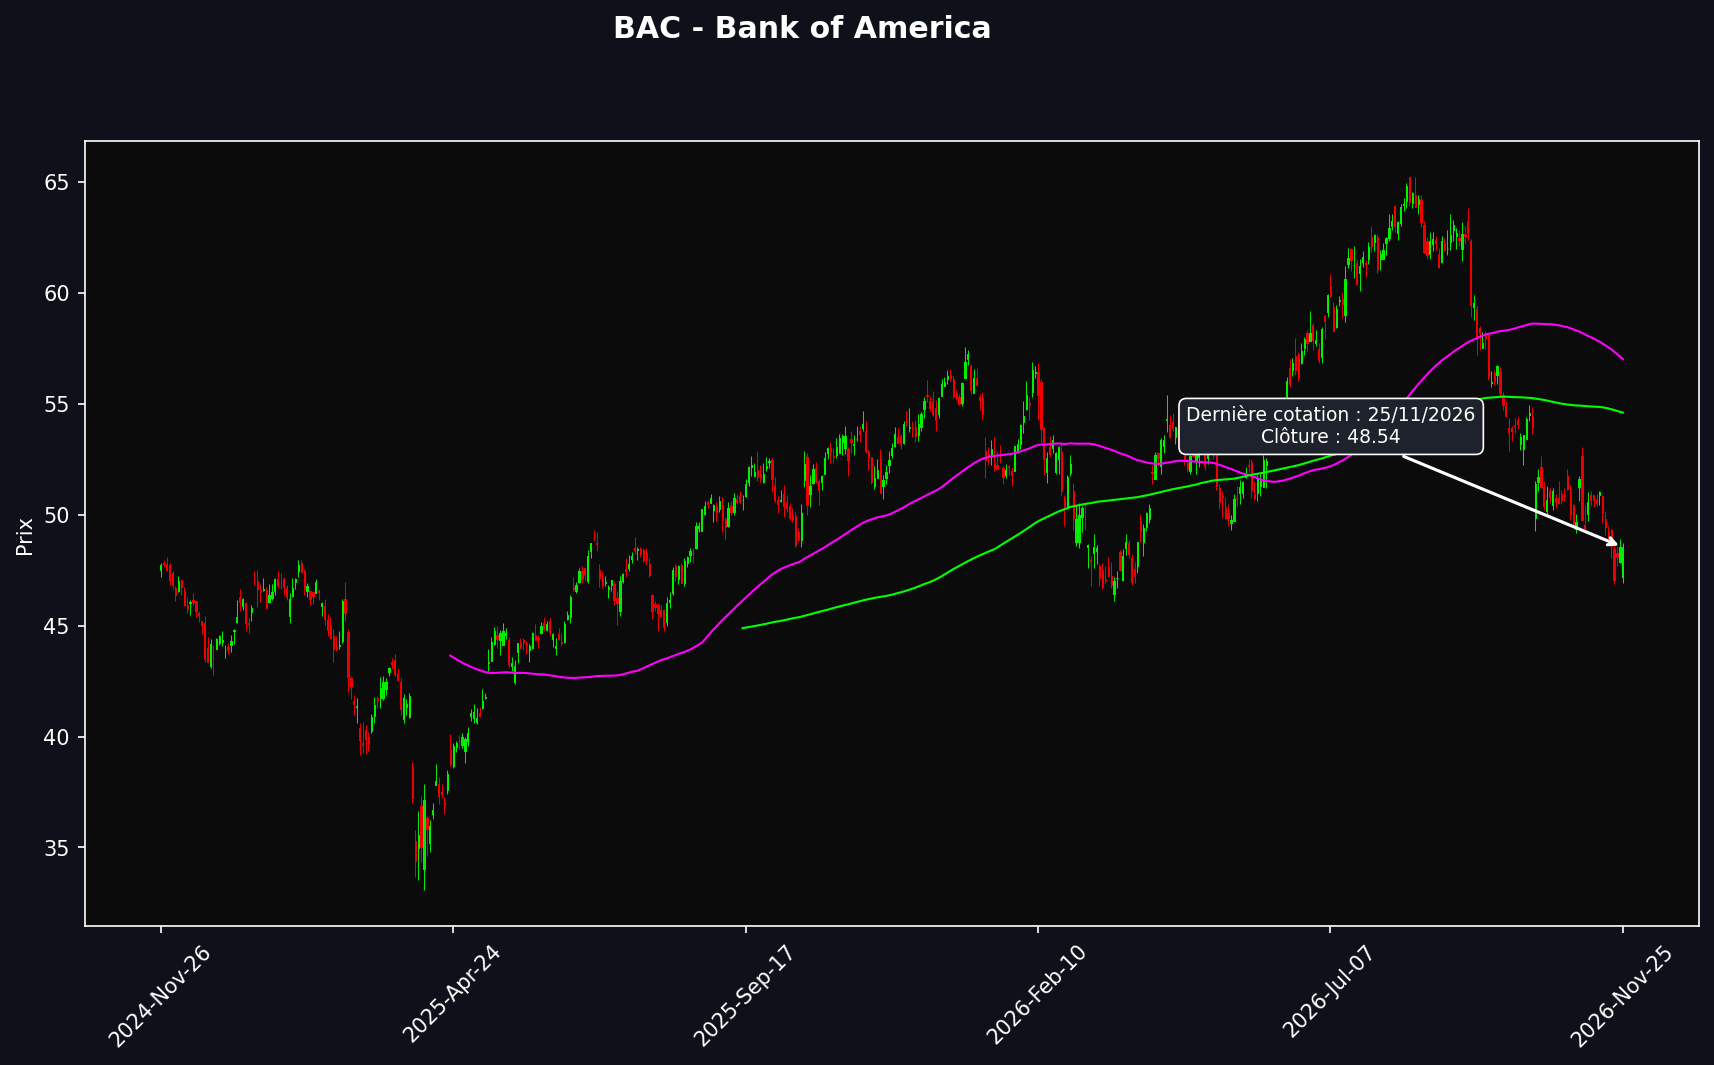 BAC - Bank of America
65
60
55
50
45
40
35
Prix
Dernière cotation : 25/11/2026
Clôture : 48.54
2024-Nov-26
2025-Apr-24
2025-Sep-17
2026-Feb-10
2026-Jul-07
2026-Nov-25